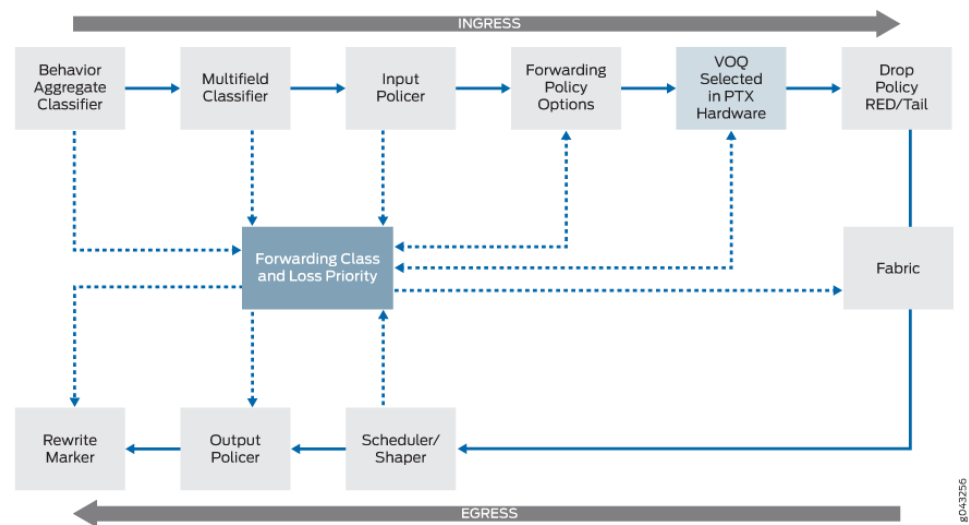 INGRESS
Behavior
Aggregate
Classifier
Multifield
Classifier
Input
Policer
Forwarding
Policy
Options
VOQ
Selected
in PTX
Hardware
Drop
Policy
RED/Tail
Forwarding Class
and Loss Priority
Fabric
Rewrite
Marker
Output
Policer
Scheduler/
Shaper
EGRESS
g043256